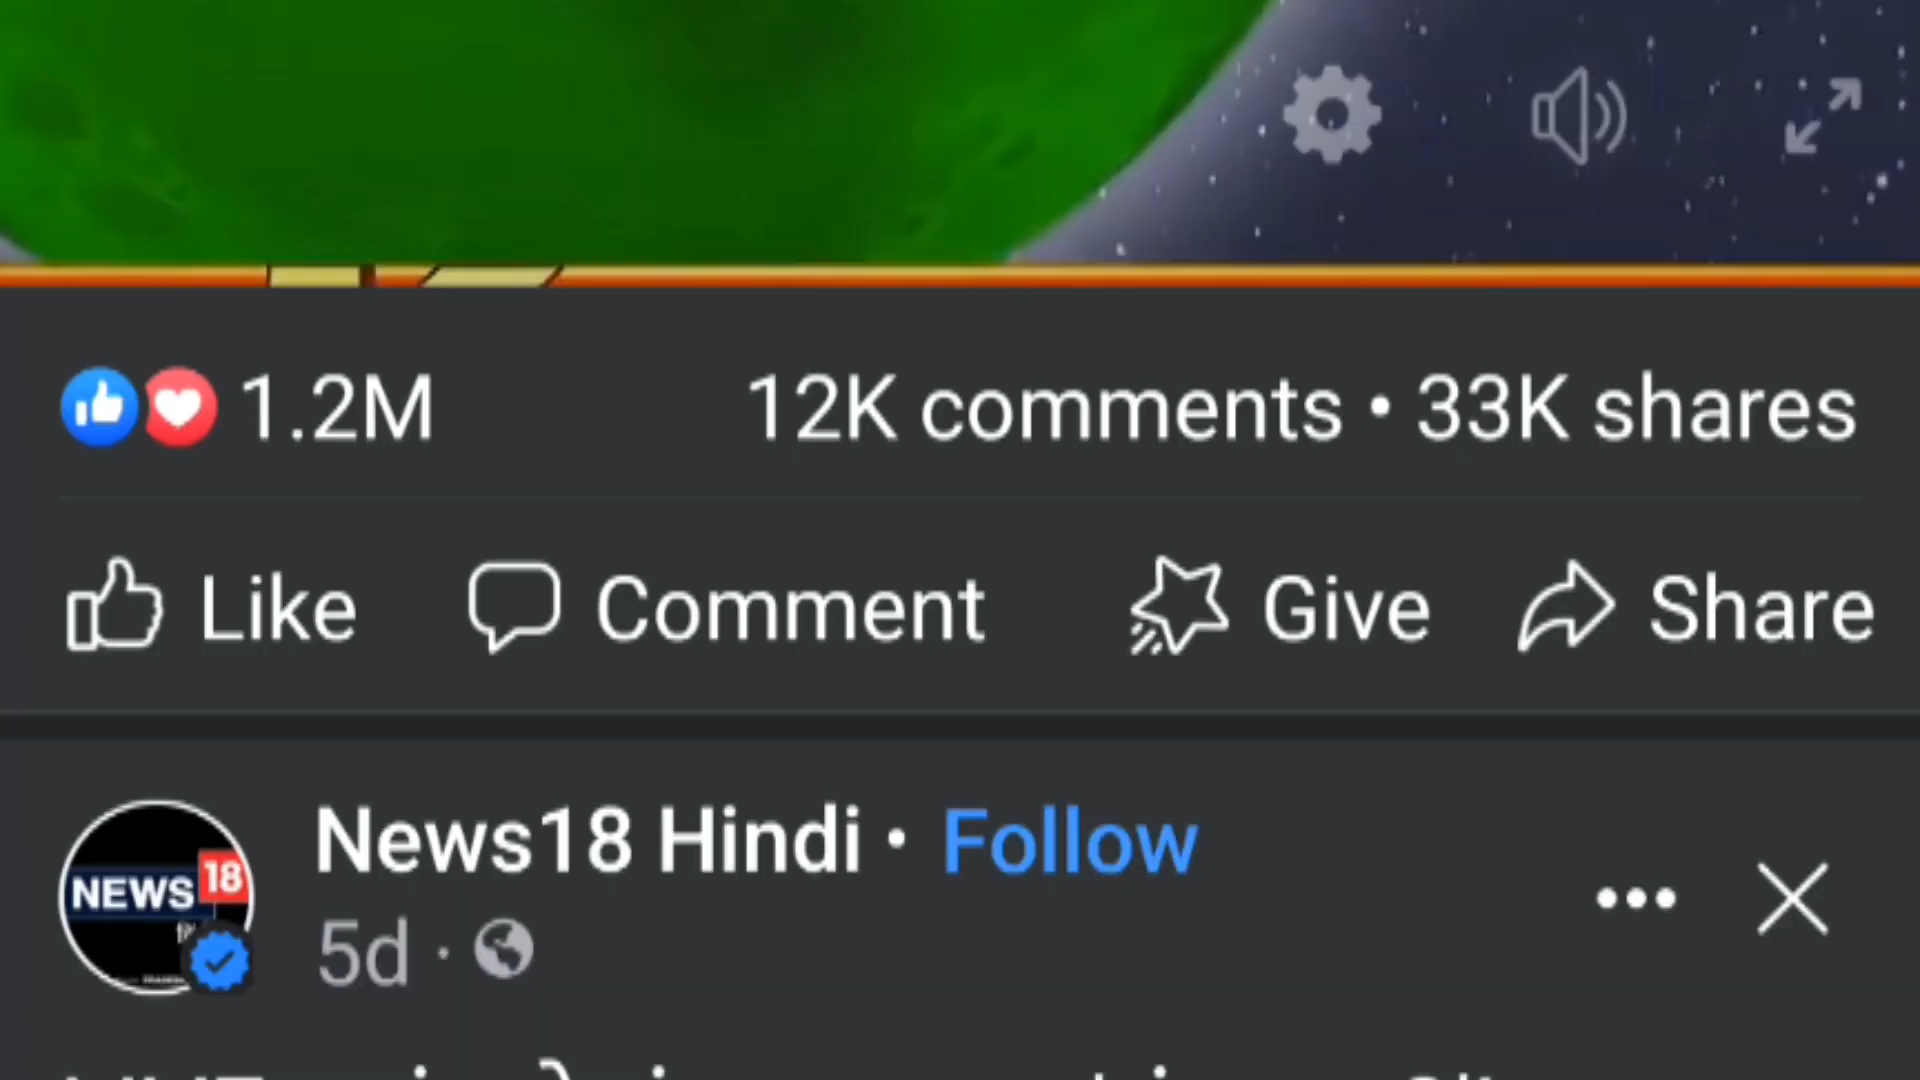 1.2M 12K comments • 33K shares
Like Comment Give Share
NEWS 18
News18 Hindi • Follow
5d ·